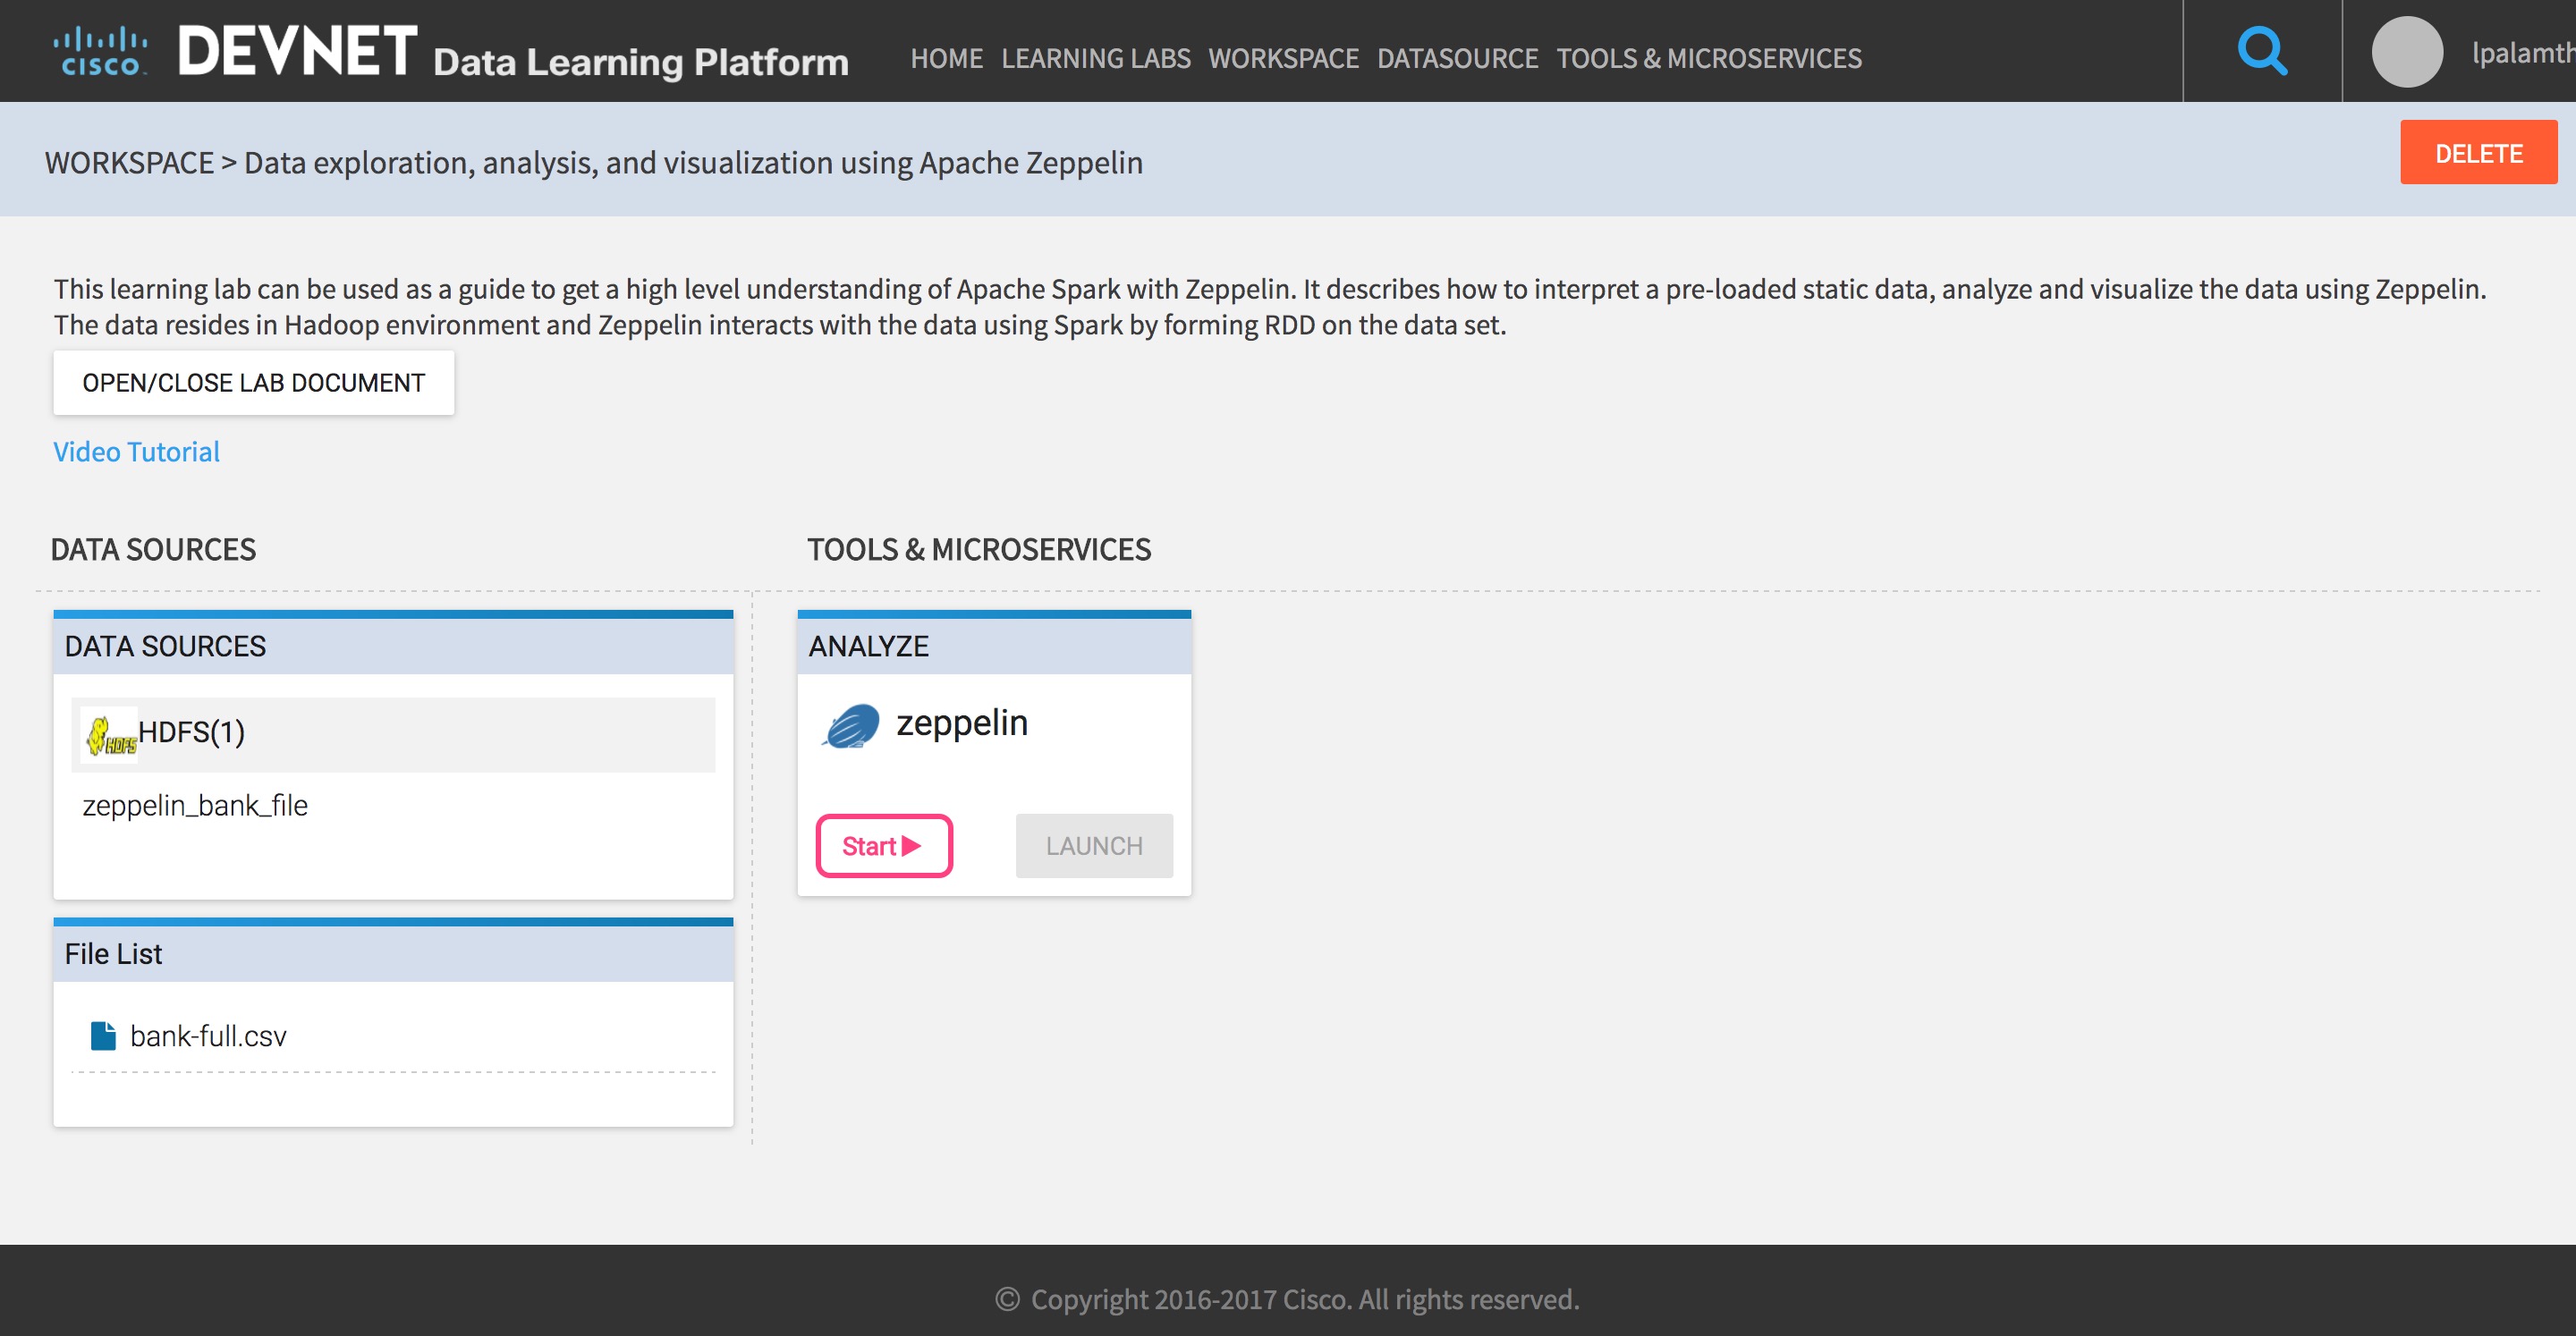 CISCO DEVNET Data Learning Platform HOME LEARNING LABS WORKSPACE DATASOURCE TOOLS & MICROSERVICES lpalamth
WORKSPACE > Data exploration, analysis, and visualization using Apache Zeppelin DELETE
This learning lab can be used as a guide to get a high level understanding of Apache Spark with Zeppelin. It describes how to interpret a pre-loaded static data, analyze and visualize the data using Zeppelin.
The data resides in Hadoop environment and Zeppelin interacts with the data using Spark by forming RDD on the data set.
OPEN/CLOSE LAB DOCUMENT
Video Tutorial
DATA SOURCES
TOOLS & MICROSERVICES
DATA SOURCES
HDFS HDFS(1)
zeppelin_bank_file
File List
bank-full.csv
ANALYZE
zeppelin
Start LAUNCH
© Copyright 2016-2017 Cisco. All rights reserved.